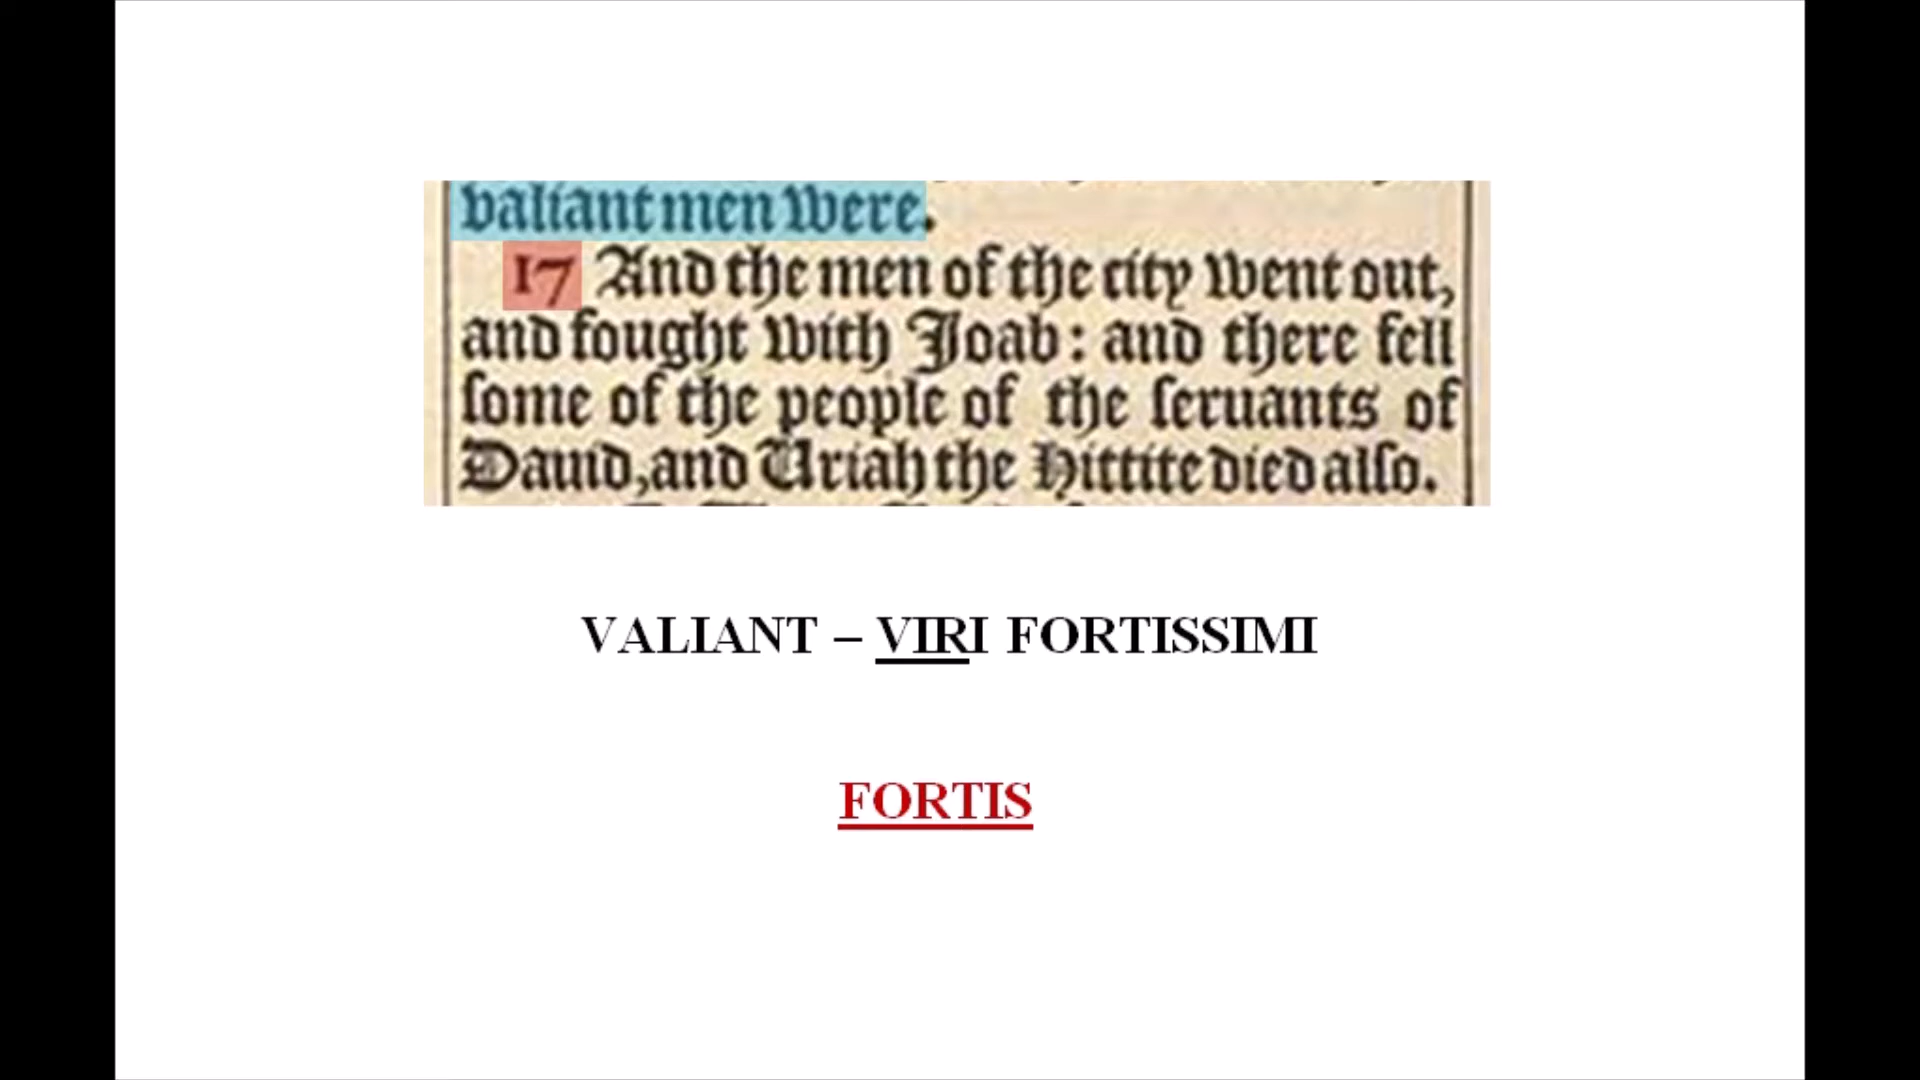 valiant men were.
17 And the men of the city went out,
and fought with Joab: and there fell
ſome of the people of the ſeruants of
Dauid, and Uriah the Hittite died alſo.
VALIANT – VIRI FORTISSIMI
FORTIS